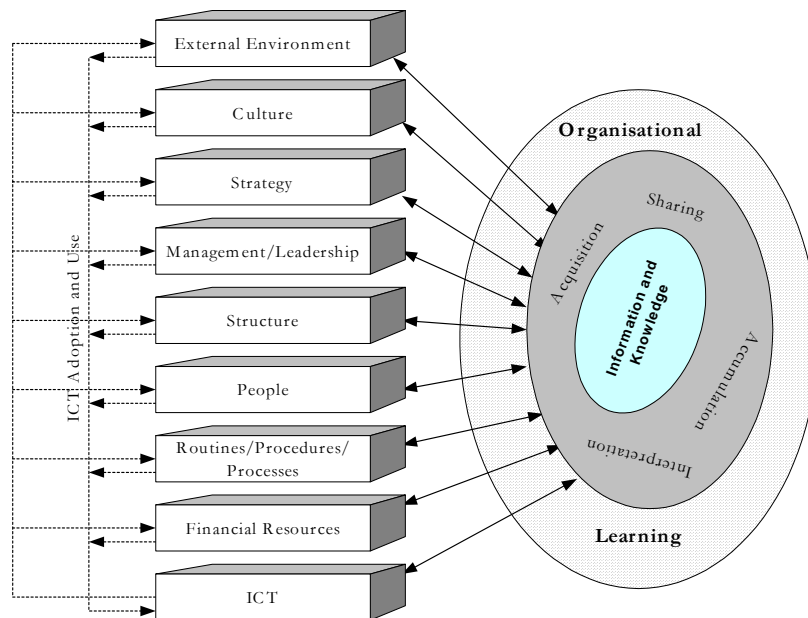 External Environment
Culture
Strategy
Management/Leadership
Structure
People
Routines/Procedures/
Processes
Financial Resources
ICT
ICT Adoption and Use
Organisational
Sharing
Acquisition
Information and
Knowledge
Accumulation
Interpretation
Learning